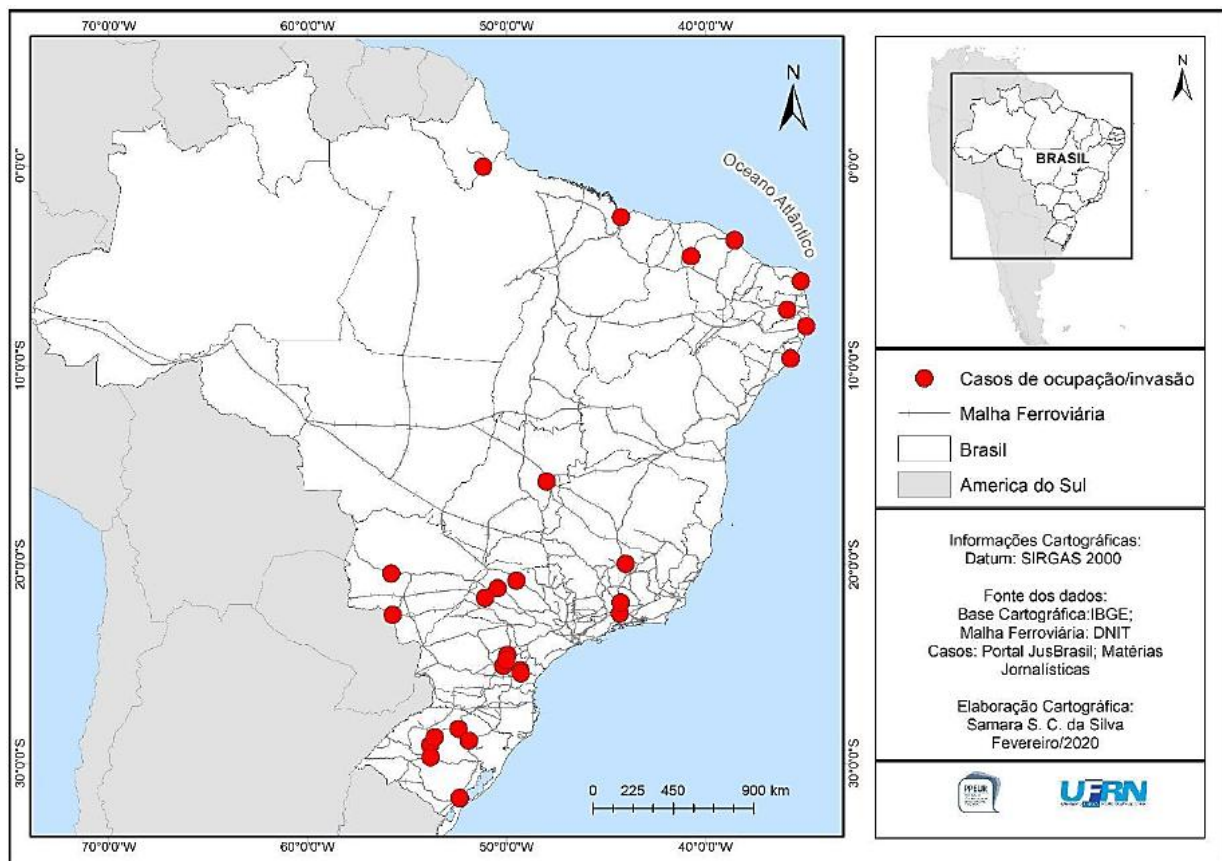 70°0'0"W
60°0'0"W
50°0'0"W
40°0'0"W
0°0'0"
10°0'0"S
20°0'0"S
30°0'0"S
N
Oceano Atlântico
0 225 450 900 km
70°0'0"W
60°0'0"W
50°0'0"W
40°0'0"W
0°0'0"
10°0'0"S
20°0'0"S
30°0'0"S
N
BRASIL
Casos de ocupação/invasão
Malha Ferroviária
Brasil
America do Sul
Informações Cartográficas:
Datum: SIRGAS 2000
Fonte dos dados:
Base Cartográfica:IBGE;
Malha Ferroviária: DNIT
Casos: Portal JusBrasil; Matérias
Jornalísticas
Elaboração Cartográfica:
Samara S. C. da Silva
Fevereiro/2020
PPEUR
UFRN